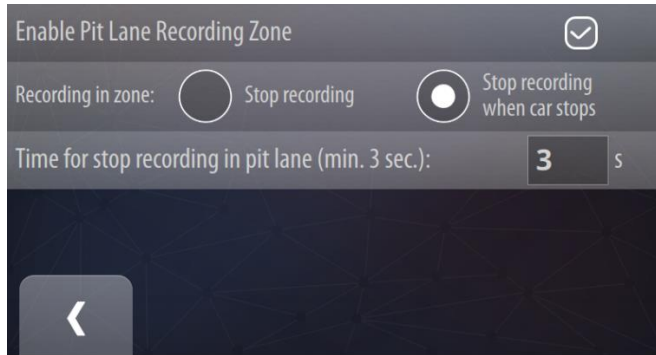 Enable Pit Lane Recording Zone
Recording in zone:
Stop recording
Stop recording
when car stops
Time for stop recording in pit lane (min. 3 sec.): 3 s